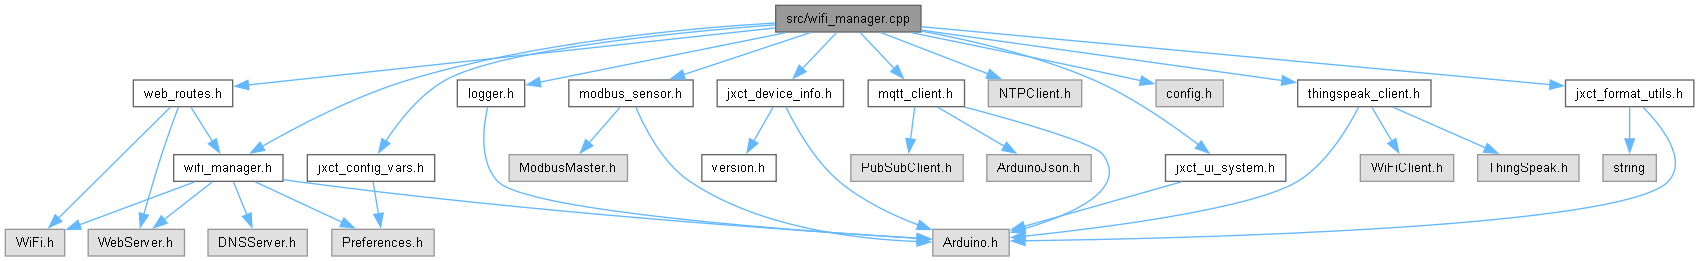 src/wifi_manager.cpp
web_routes.h
logger.h
modbus_sensor.h
jxct_device_info.h
mqtt_client.h
NTPClient.h
config.h
thingspeak_client.h
jxct_format_utils.h
wifi_manager.h
jxct_config_vars.h
ModbusMaster.h
version.h
PubSubClient.h
ArduinoJson.h
jxct_ui_system.h
WiFiClient.h
ThingSpeak.h
string
WiFi.h
WebServer.h
DNSServer.h
Preferences.h
Arduino.h